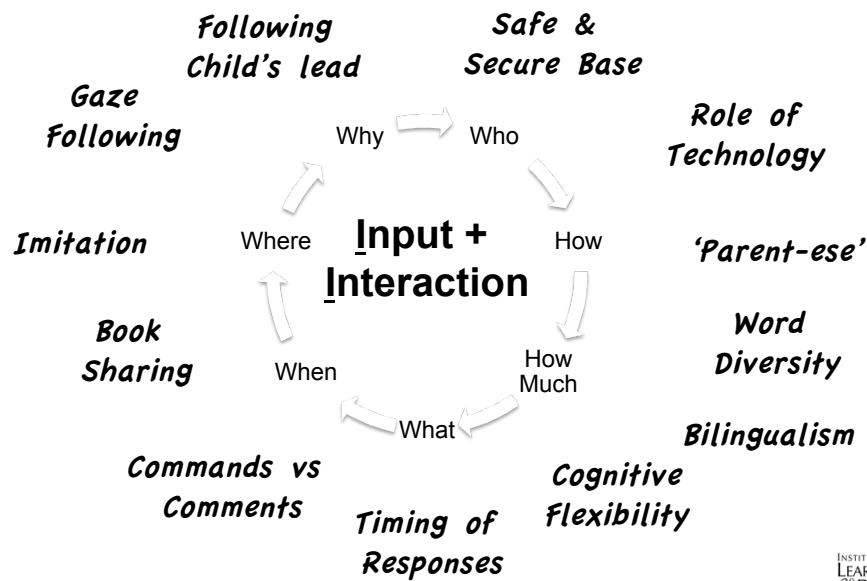 Following
Child's lead
Safe &
Secure Base
Gaze
Following
Role of
Technology
Why
Who
Imitation
Where
Input +
Interaction
How
'Parent-ese'
Book
Sharing
When
How
Much
Word
Diversity
What
Bilingualism
Commands vs
Comments
Cognitive
Flexibility
Timing of
Responses